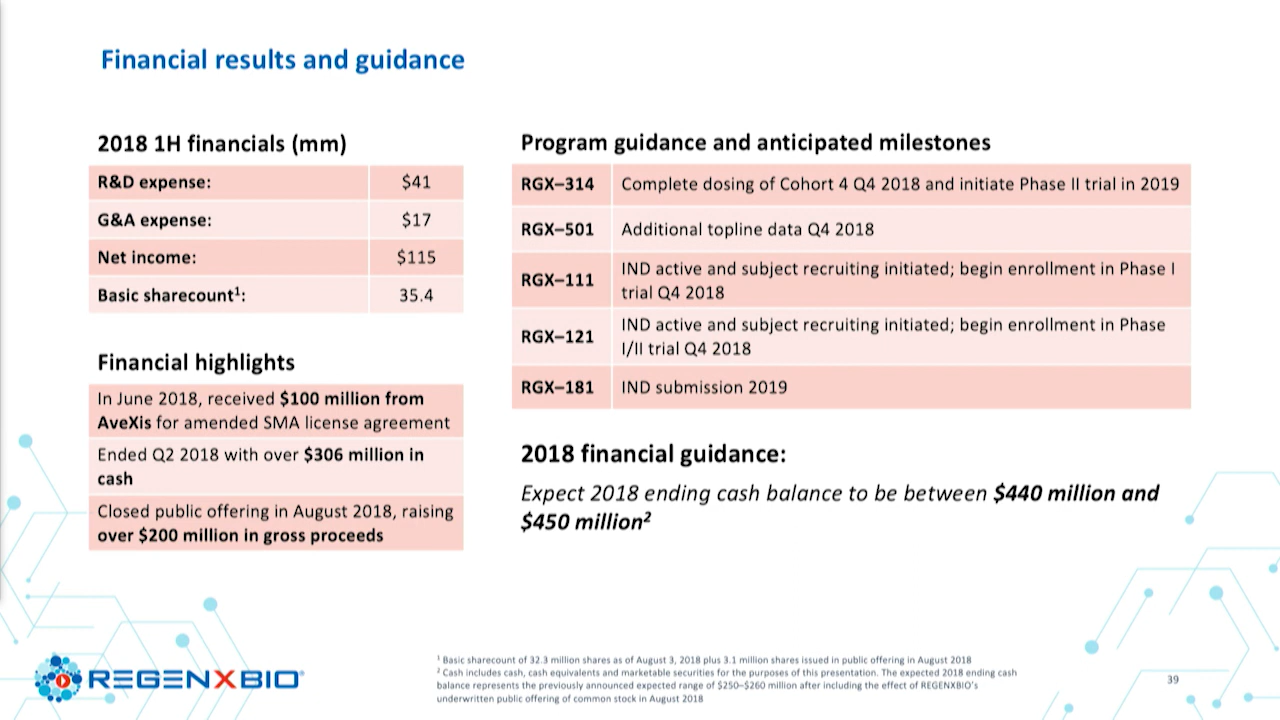 Financial results and guidance
2018 1H financials (mm)
R&D expense: $41
G&A expense: $17
Net income: $115
Basic sharecount¹: 35.4
Financial highlights
In June 2018, received $100 million from
AveXis for amended SMA license agreement
Ended Q2 2018 with over $306 million in
cash
Closed public offering in August 2018, raising
over $200 million in gross proceeds
Program guidance and anticipated milestones
RGX–314 Complete dosing of Cohort 4 Q4 2018 and initiate Phase II trial in 2019
RGX–501 Additional topline data Q4 2018
RGX–111 IND active and subject recruiting initiated; begin enrollment in Phase I
trial Q4 2018
RGX–121 IND active and subject recruiting initiated; begin enrollment in Phase
I/II trial Q4 2018
RGX–181 IND submission 2019
2018 financial guidance:
Expect 2018 ending cash balance to be between $440 million and
$450 million²
REGENXBIO
¹ Basic sharecount of 32.3 million shares as of August 3, 2018 plus 3.1 million shares issued in public offering in August 2018
² Cash includes cash, cash equivalents and marketable securities for the purposes of this presentation. The expected 2018 ending cash
balance represents the previously announced expected range of $250–$260 million after including the effect of REGENXBIO's
underwritten public offering of common stock in August 2018
39